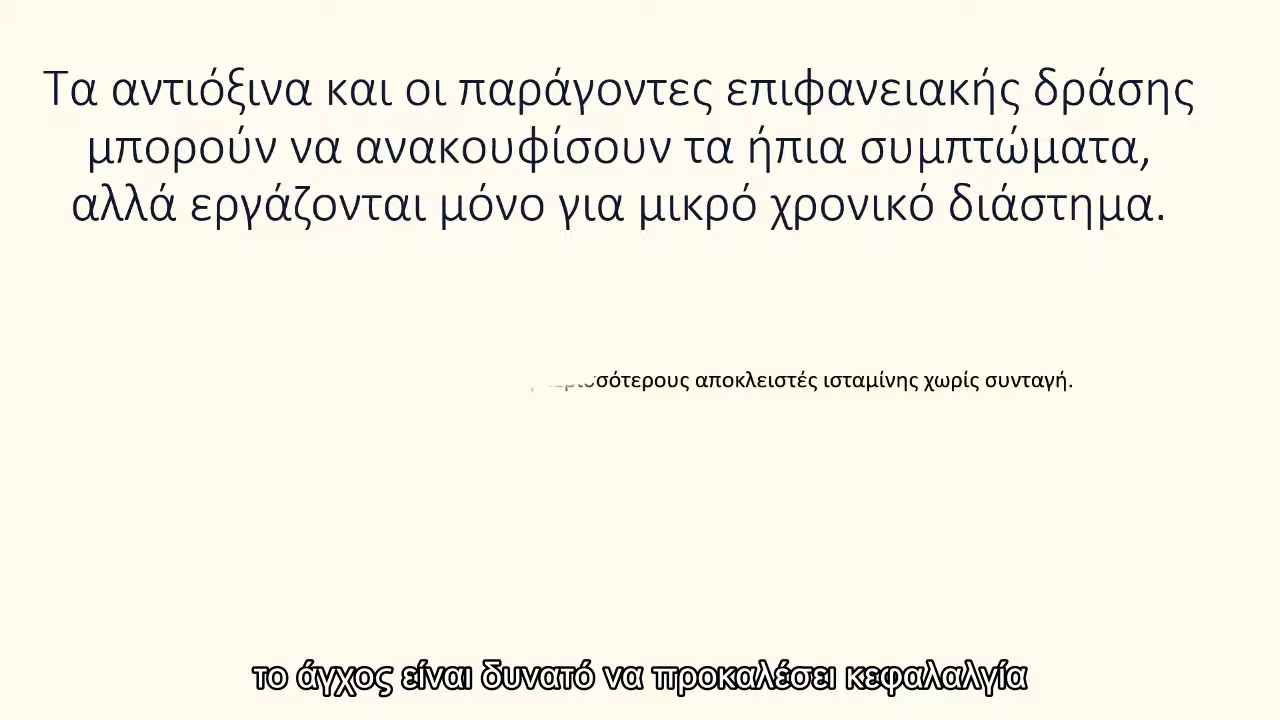 Τα αντιόξινα και οι παράγοντες επιφανειακής δράσης
μπορούν να ανακουφίσουν τα ήπια συμπτώματα,
αλλά εργάζονται μόνο για μικρό χρονικό διάστημα.
αποκλειστές ισταμίνης χωρίς συνταγή.
το άγχος είναι δυνατό να προκαλέσει κεφαλαλγία